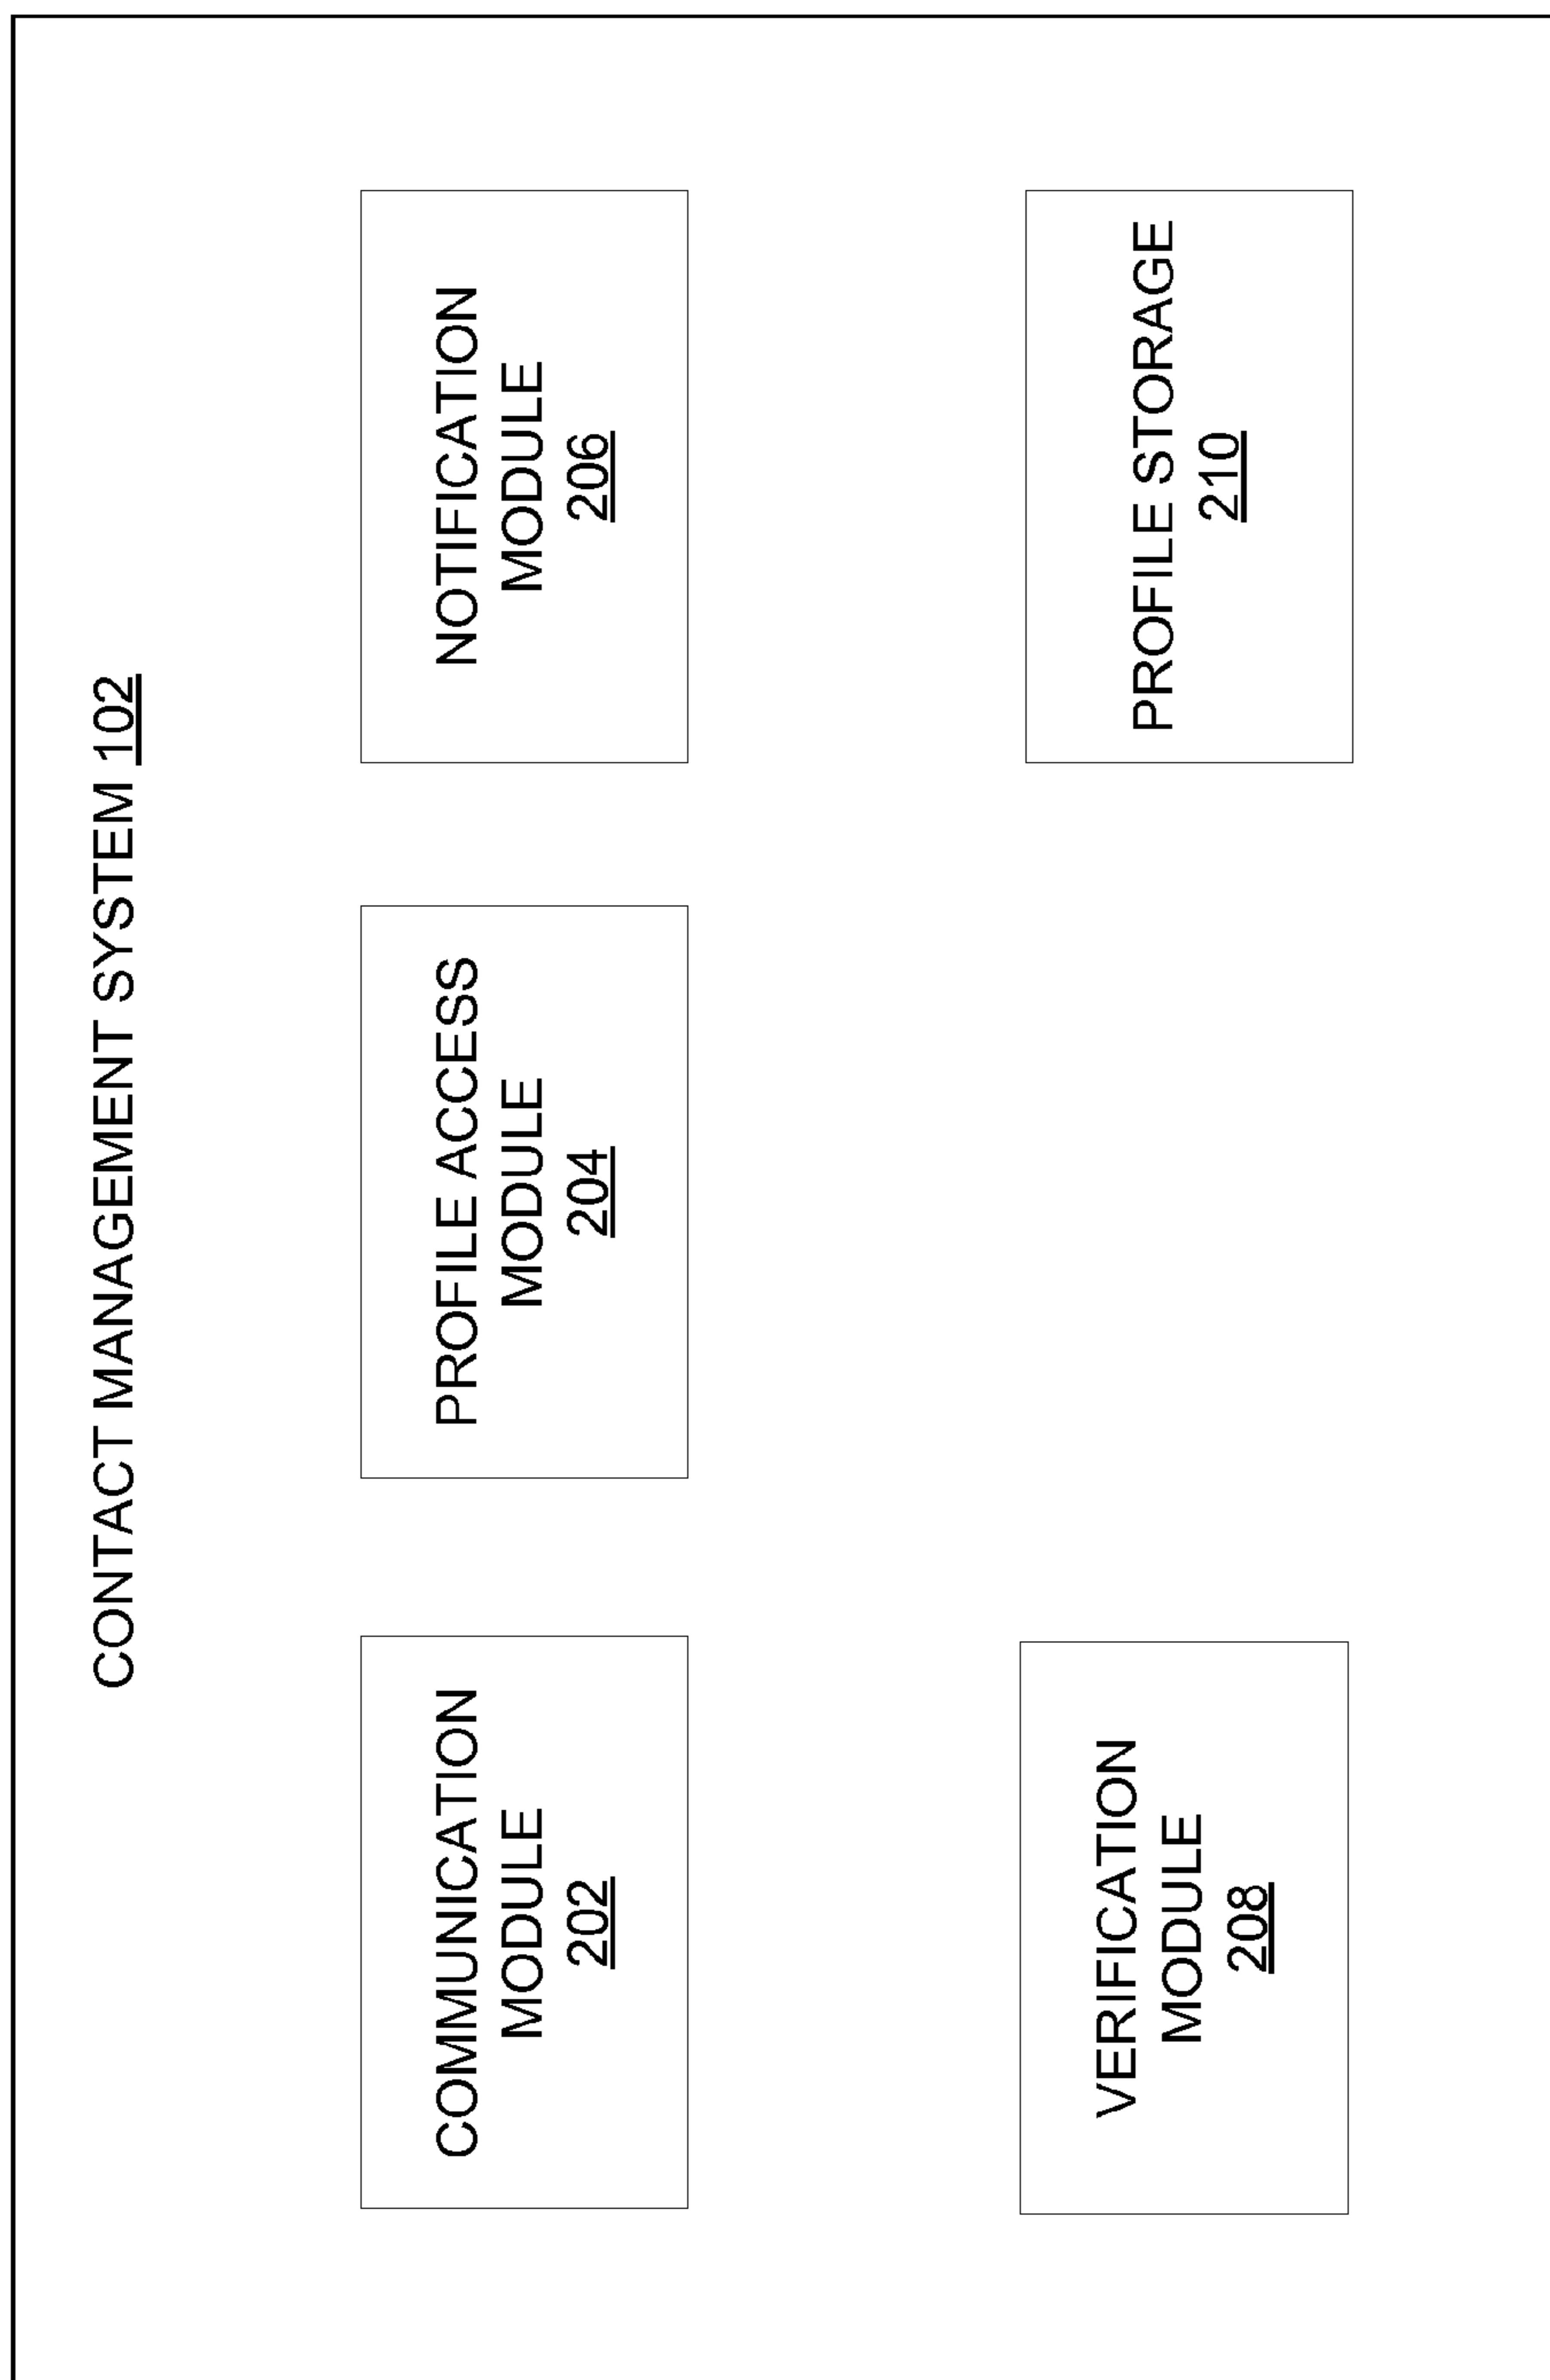 CONTACT MANAGEMENT SYSTEM 102
COMMUNICATION
MODULE
202
PROFILE ACCESS
MODULE
204
NOTIFICATION
MODULE
206
VERIFICATION
MODULE
208
PROFILE STORAGE
210